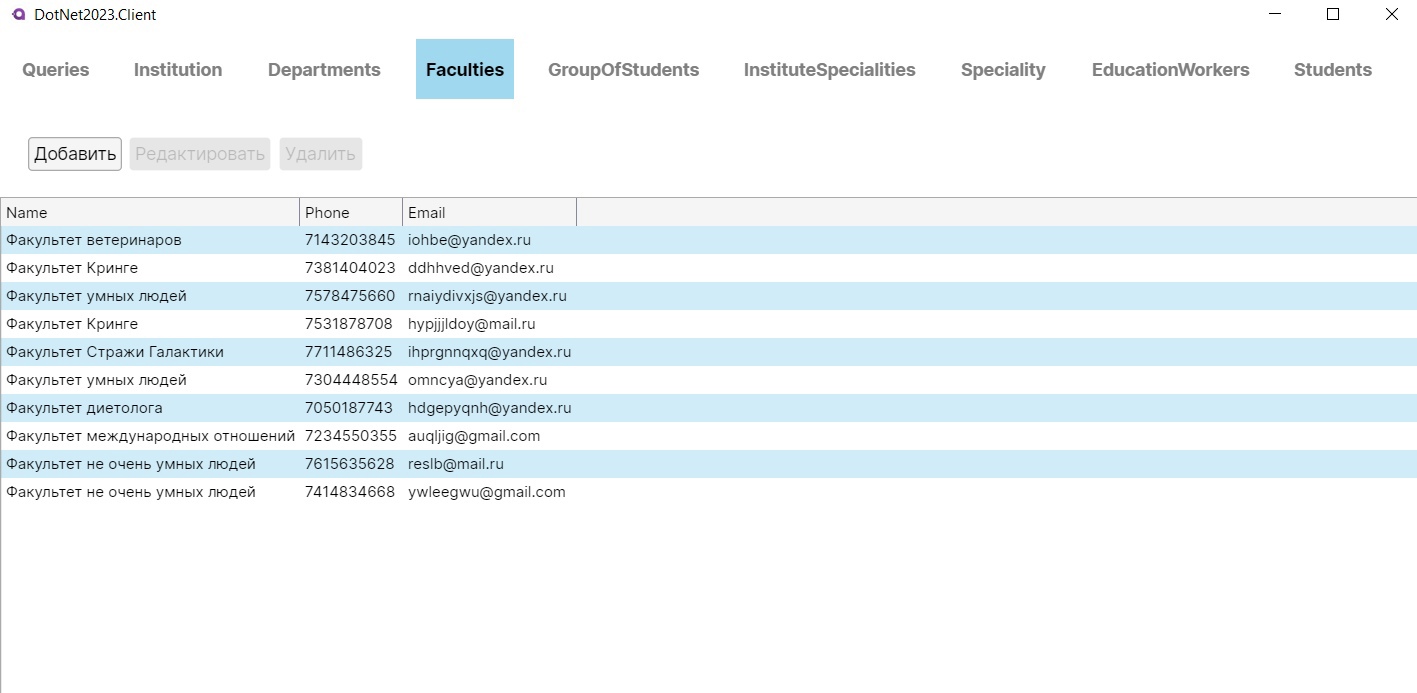 DotNet2023.Client
Queries Institution Departments Faculties GroupOfStudents InstituteSpecialities Speciality EducationWorkers Students
Добавить Редактировать Удалить
Name Phone Email
Факультет ветеринаров 7143203845 iohbe@yandex.ru
Факультет Кринге 7381404023 ddhhved@yandex.ru
Факультет умных людей 7578475660 rnaiydivxjs@yandex.ru
Факультет Кринге 7531878708 hypjjjldoy@mail.ru
Факультет Стражи Галактики 7711486325 ihprgnnqxq@yandex.ru
Факультет умных людей 7304448554 omncya@yandex.ru
Факультет диетолога 7050187743 hdgepyqnh@yandex.ru
Факультет международных отношений 7234550355 auqljig@gmail.com
Факультет не очень умных людей 7615635628 reslb@mail.ru
Факультет не очень умных людей 7414834668 ywleegwu@gmail.com